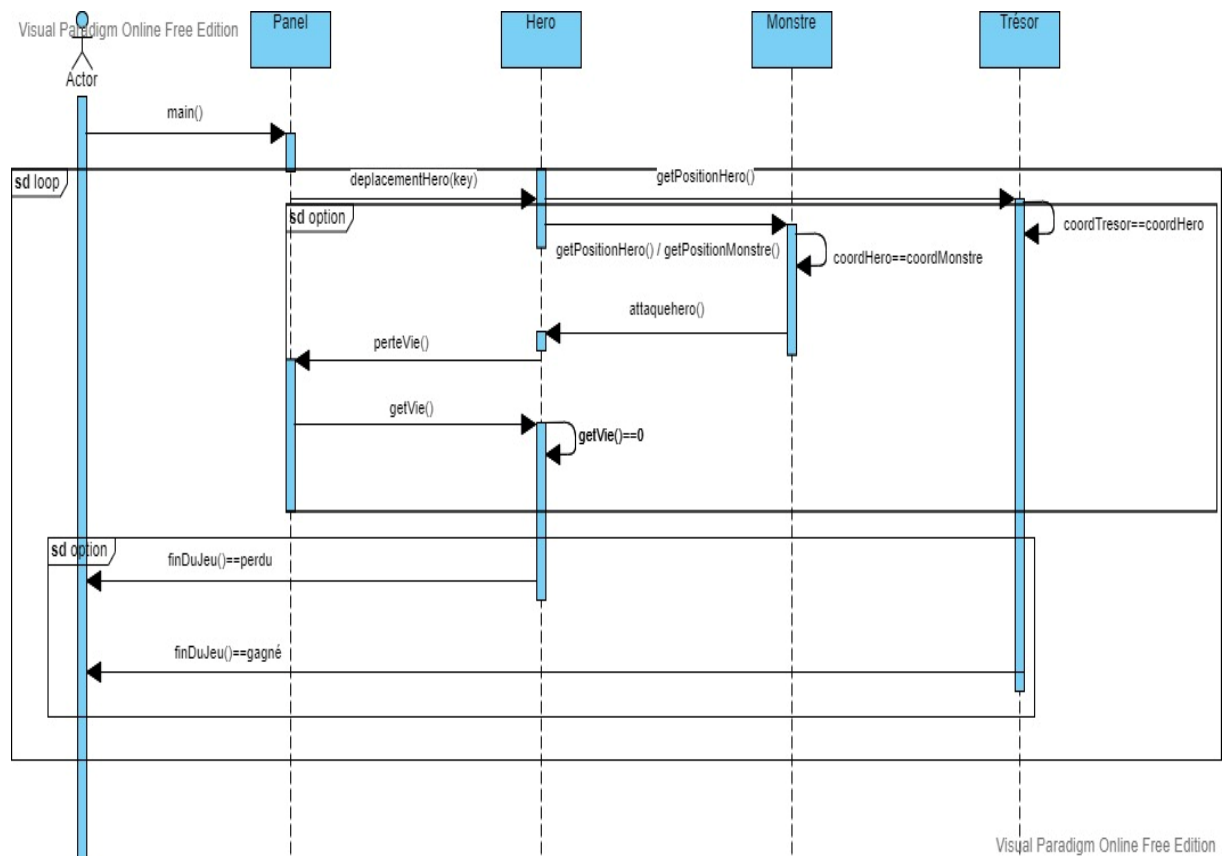 Visual Paradigm Online Free Edition
Actor
Panel
Hero
Monstre
Trésor
main()
sd loop
deplacementHero(key)
getPositionHero()
sd option
coordTresor==coordHero
getPositionHero() / getPositionMonstre()
coordHero==coordMonstre
attaquehero()
perteVie()
getVie()
getVie()==0
sd option
finDuJeu()==perdu
finDuJeu()==gagné
Visual Paradigm Online Free Edition